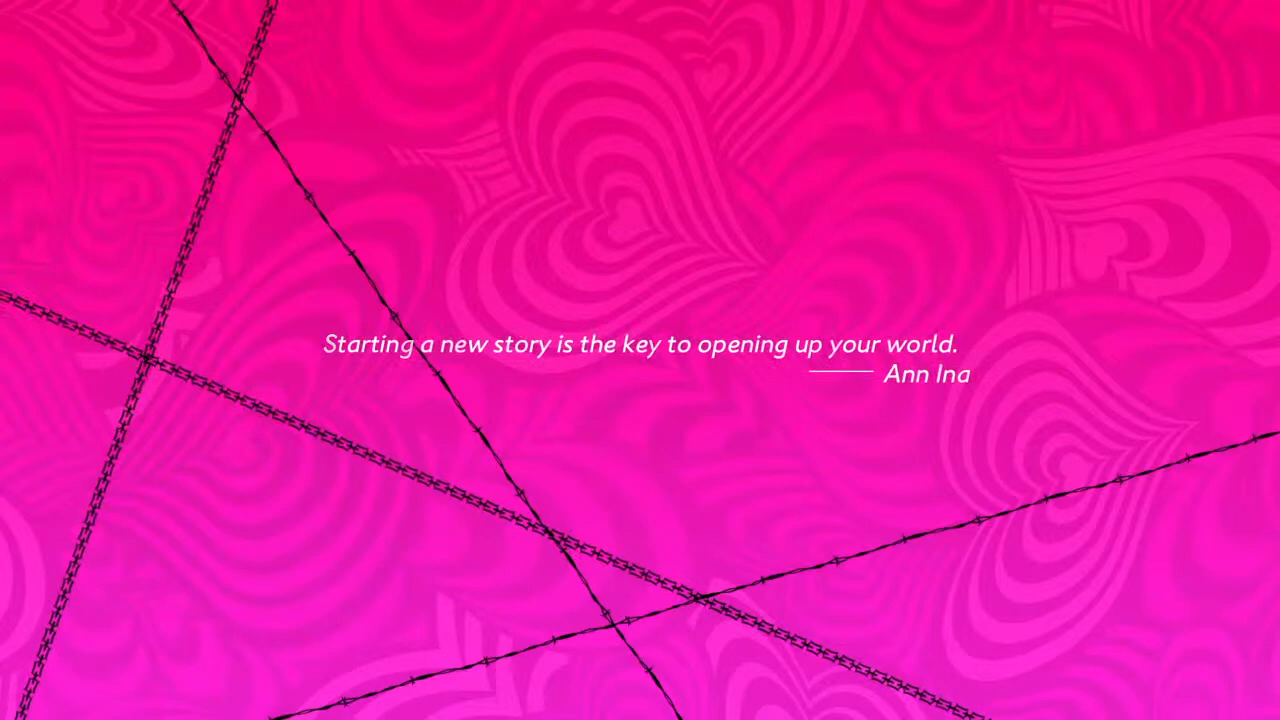 Starting a new story is the key to opening up your world.
—— Ann Ina